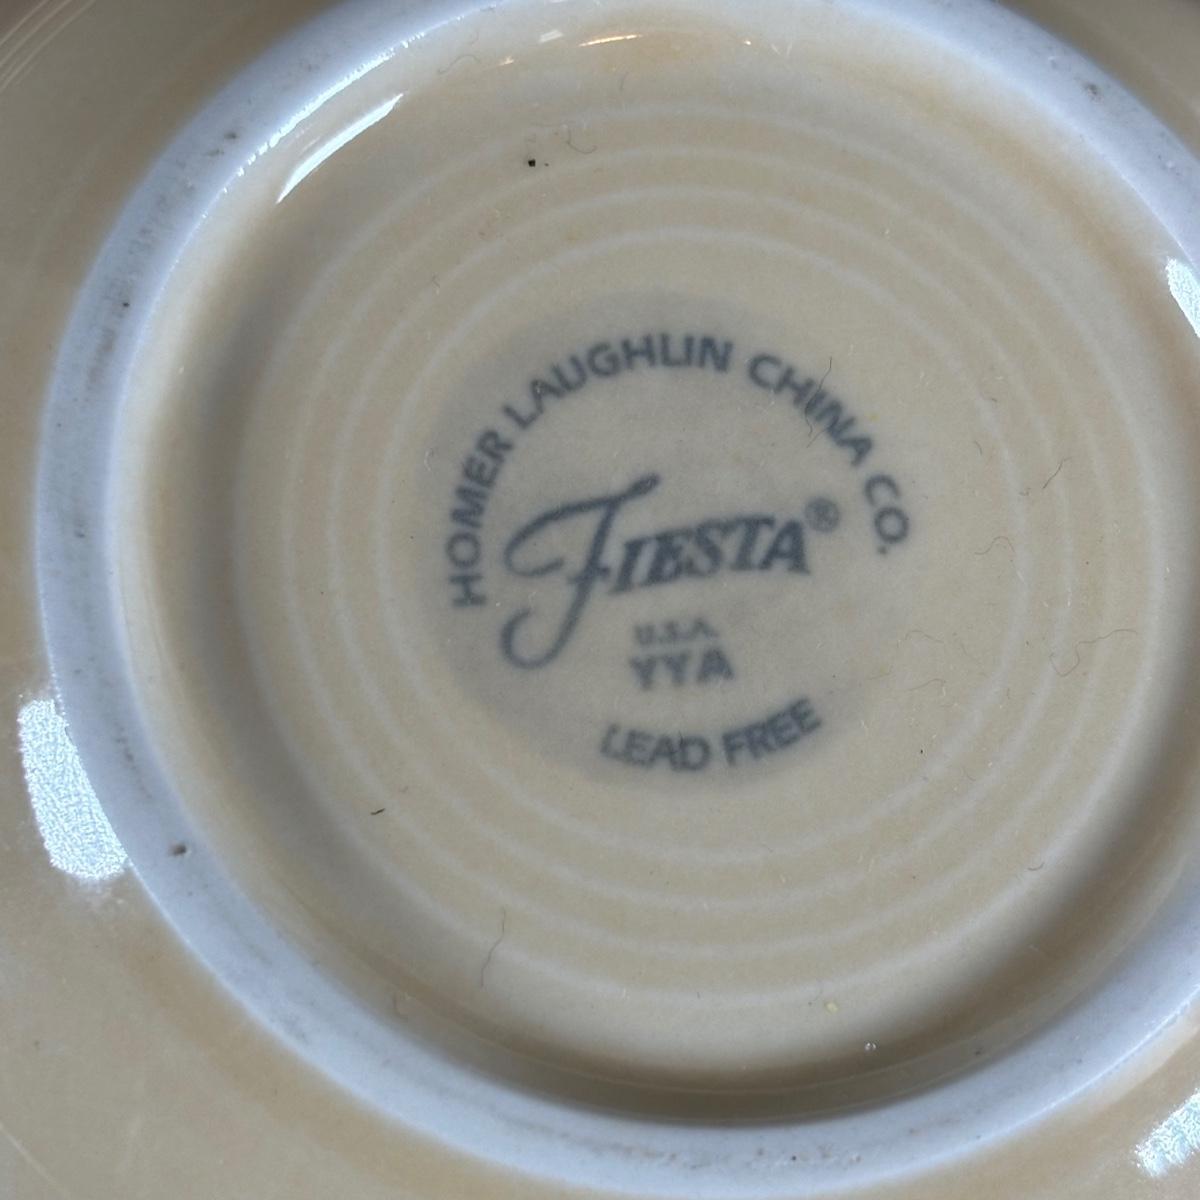 HOMER LAUGHLIN CHINA CO.
FIESTA®
U.S.A.
YYA
LEAD FREE